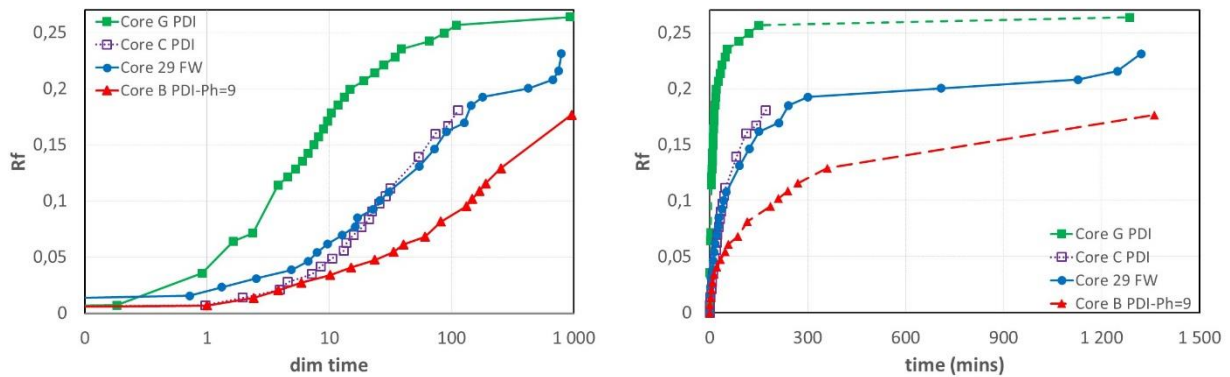 0,25
0,2
0,15
0,1
0,05
0
Rf
Core G PDI
Core C PDI
Core 29 FW
Core B PDI-Ph=9
0 1 10 100 1 000
dim time
0,25
0,2
0,15
0,1
0,05
0
Rf
Core G PDI
Core C PDI
Core 29 FW
Core B PDI-Ph=9
0 300 600 900 1 200 1 500
time (mins)